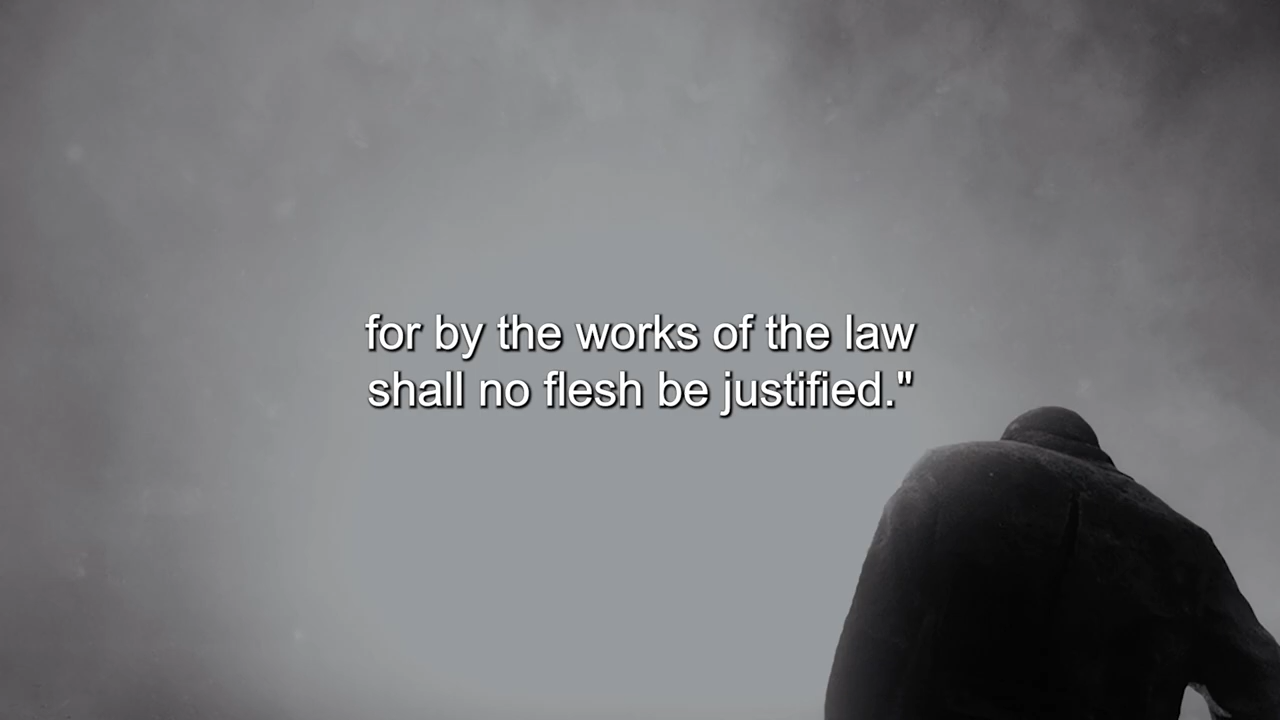 for by the works of the law
shall no flesh be justified."